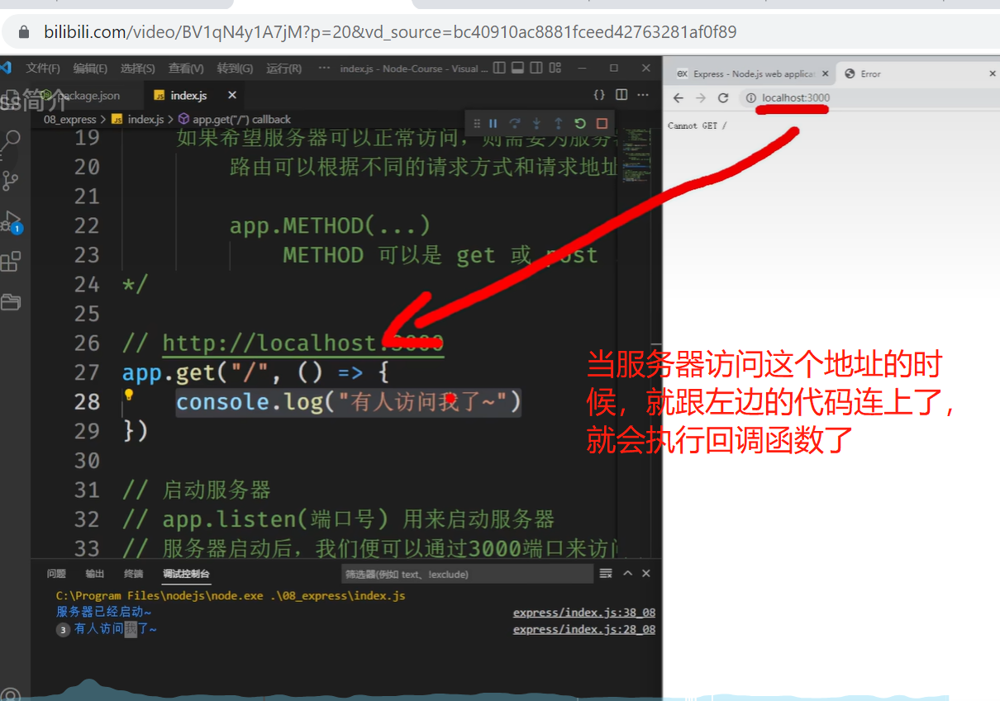 bilibili.com/video/BV1qN4y1A7jM?p=20&vd_source=bc40910ac8881fceed42763281af0f89
文件(F) 编辑(E) 选择(S) 查看(V) 转到(G) 运行(R) ··· index.js - Node-Course - Visual ...
ss简介
package.json index.js
08_express > index.js > app.get("/") callback
19 如果希望服务器可以正常访问，则需要为服务器
20 路由可以根据不同的请求方式和请求地址
21
22 app.METHOD(...)
23 METHOD 可以是 get 或 post
24 */
25
26 // http://localhost:3000
27 app.get("/", () => {
28 console.log("有人访问我了~")
29 })
30
31 // 启动服务器
32 // app.listen(端口号) 用来启动服务器
33 // 服务器启动后，我们便可以通过3000端口来访问
1
问题 输出 终端 调试控制台 筛选器(例如 text、!exclude)
C:\Program Files\nodejs\node.exe .\08_express\index.js
服务器已经启动~ express/index.js:38_08
3 有人访问我了~ express/index.js:28_08
ex Express - Node.js web applica Error
localhost:3000
Cannot GET /
当服务器访问这个地址的时
候，就跟左边的代码连上了，
就会执行回调函数了